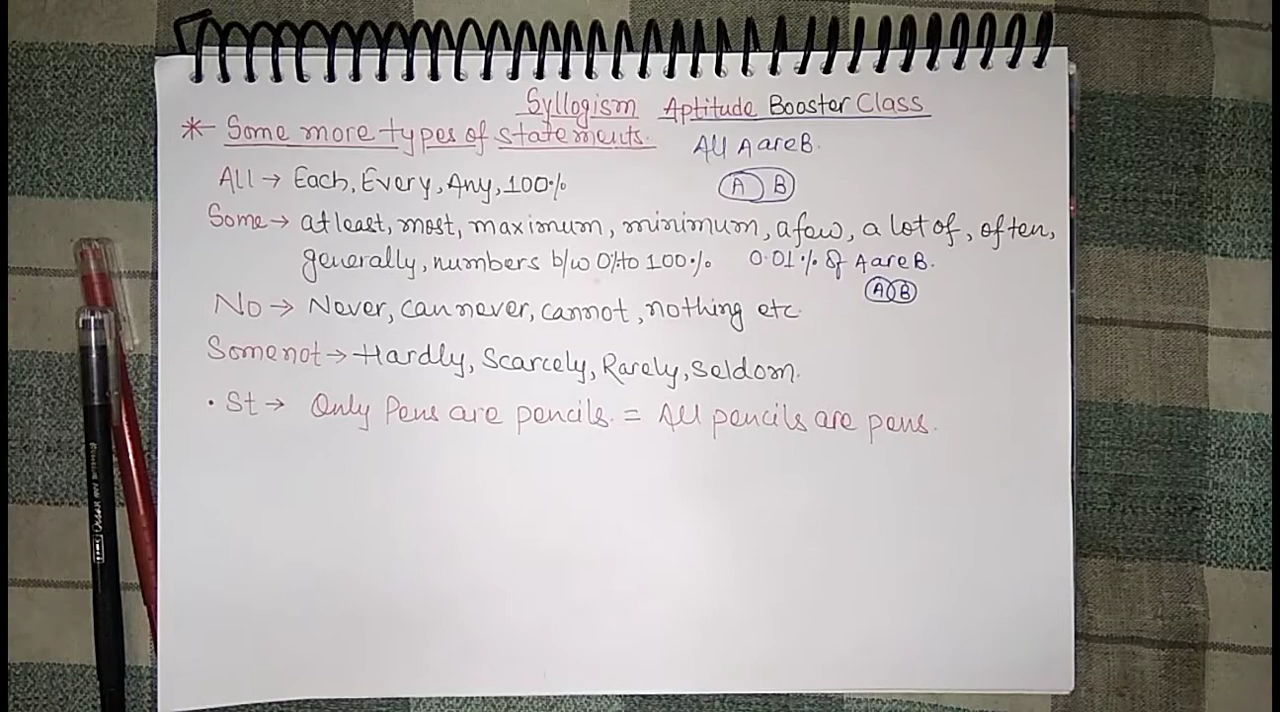 Syllogism Aptitude Booster Class
* Some more types of statements.
All A are B.
All → Each, Every, Any, 100%
A B
Some → at least, most, maximum, minimum, a few, a lot of, often,
generally, numbers b/w 0% to 100% 0.01% of A are B.
A B
No → Never, can never, cannot, nothing etc.
Some not → Hardly, Scarcely, Rarely, Seldom.
• St → Only Pens are pencils. = All pencils are pens.